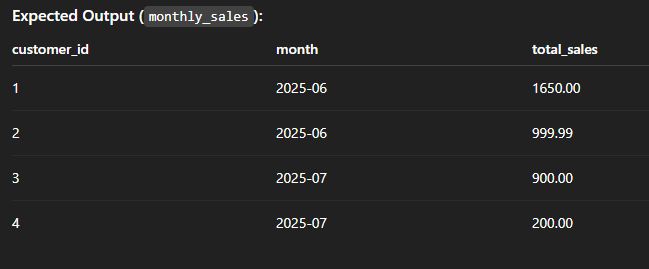 Expected Output (monthly_sales):
customer_id month total_sales
1 2025-06 1650.00
2 2025-06 999.99
3 2025-07 900.00
4 2025-07 200.00